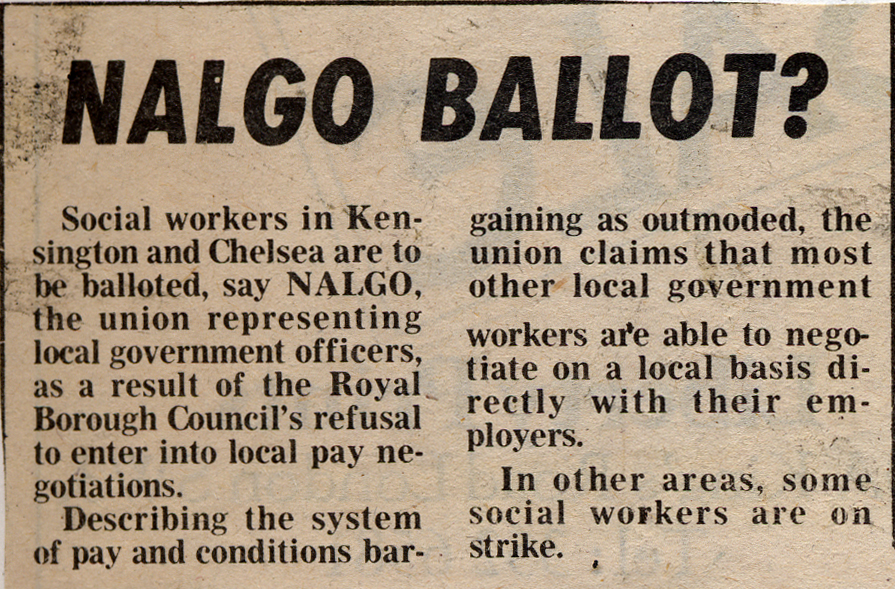 NALGO BALLOT?
Social workers in Ken-
sington and Chelsea are to
be balloted, say NALGO,
the union representing
local government officers,
as a result of the Royal
Borough Council's refusal
to enter into local pay ne-
gotiations.
Describing the system
of pay and conditions bar-
gaining as outmoded, the
union claims that most
other local government
workers are able to nego-
tiate on a local basis di-
rectly with their em-
ployers.
In other areas, some
social workers are on
strike.